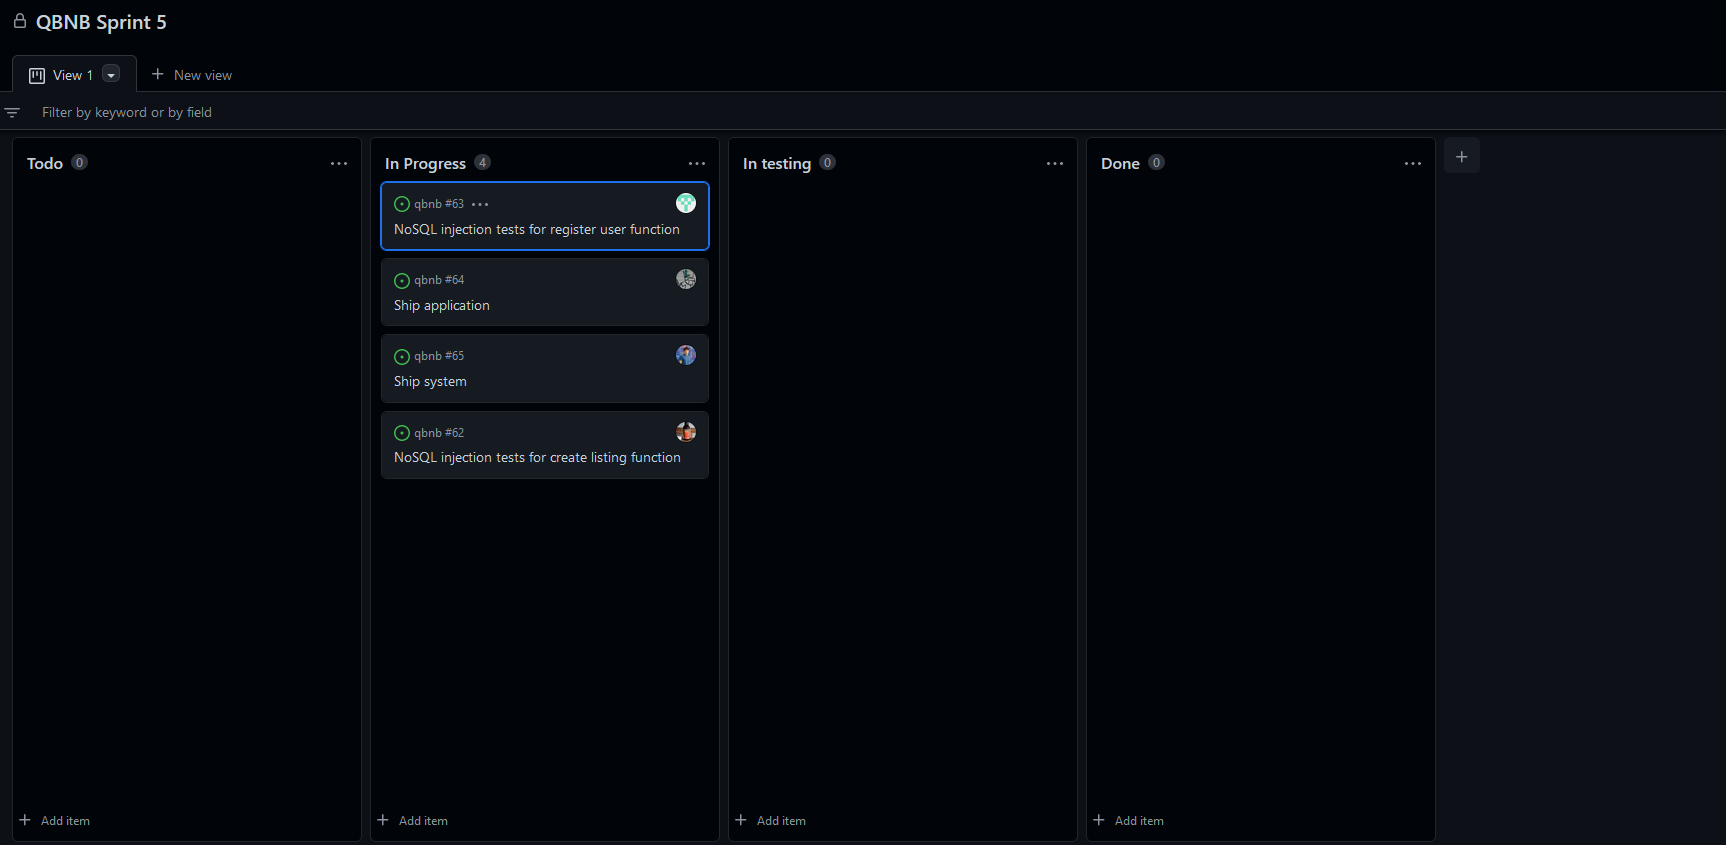 QBNB Sprint 5
View 1
New view
Filter by keyword or by field
Todo 0
In Progress 4
qbnb #63
NoSQL injection tests for register user function
qbnb #64
Ship application
qbnb #65
Ship system
qbnb #62
NoSQL injection tests for create listing function
In testing 0
Done 0
Add item
Add item
Add item
Add item